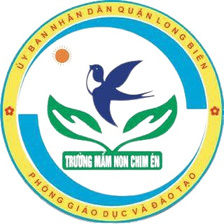 ỦY BAN NHÂN DÂN QUẬN LONG BIÊN
TRƯỜNG MẦM NON CHIM ÉN
PHÒNG GIÁO DỤC VÀ ĐÀO TẠO